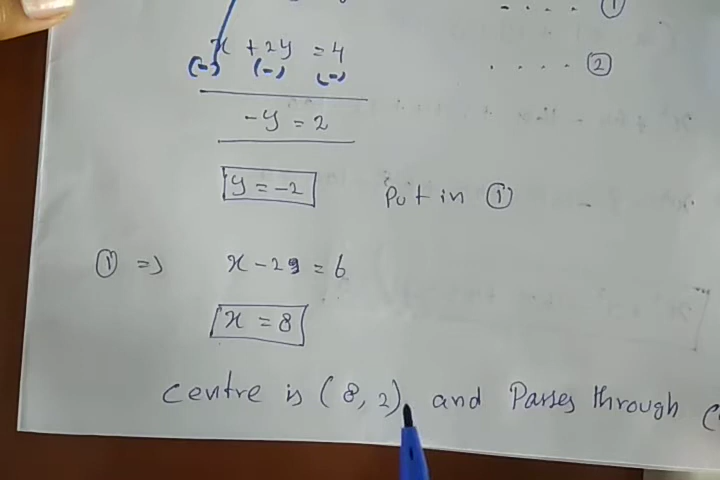 . . . . ①
x + 2y = 4 . . . . ②
(-) (-) (-)
-y = 2
y = -2 Put in ①
① => x - 2y = 6
x = 8
Centre is (8, 2) and Passes through (